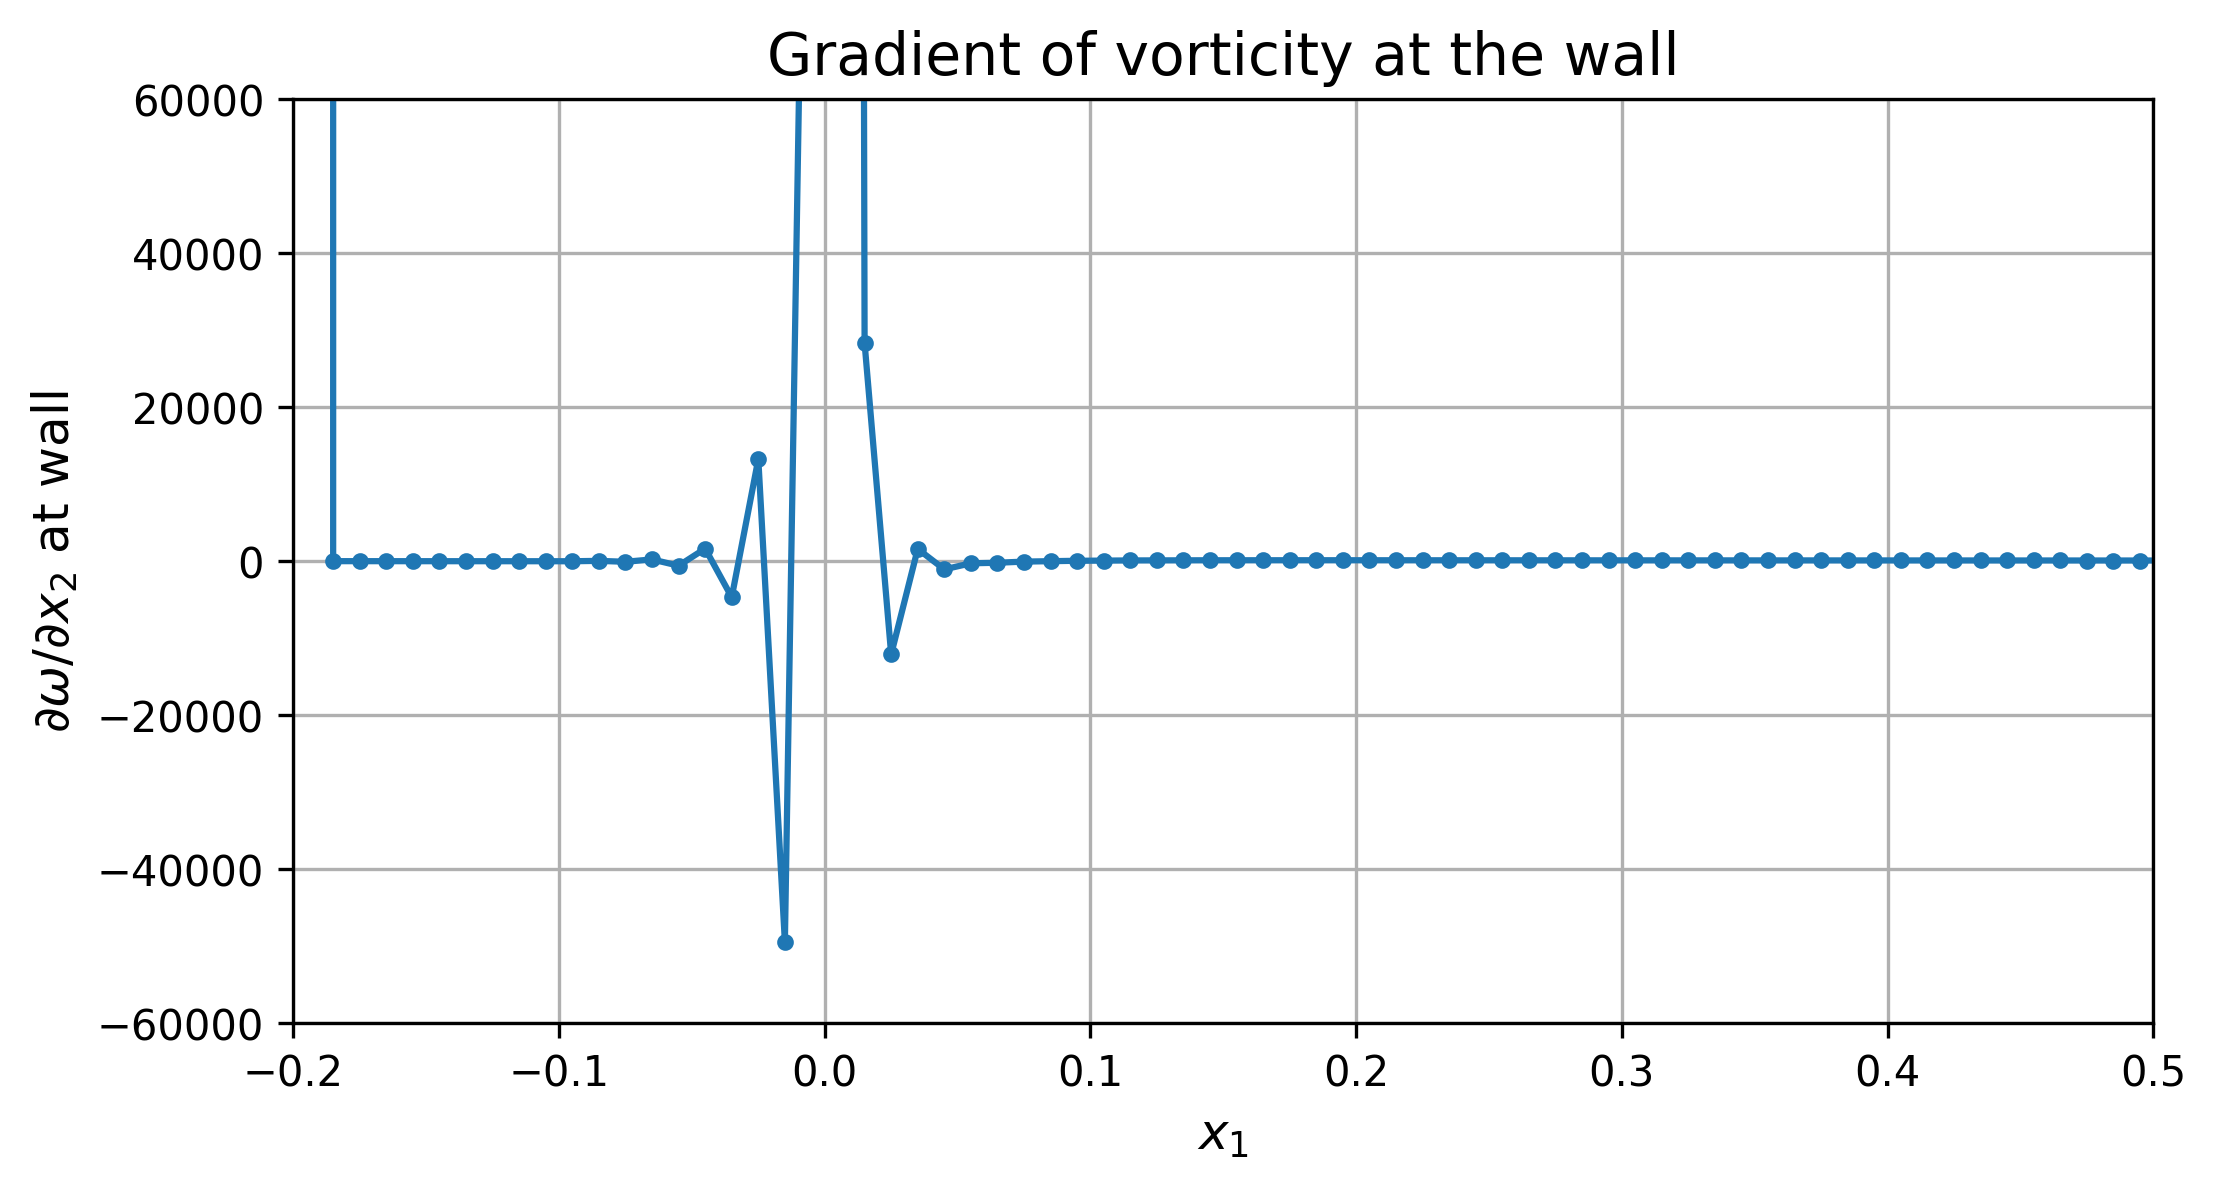 Gradient of vorticity at the wall
60000
40000
20000
0
−20000
−40000
−60000
∂ω/∂x₂ at wall
−0.2 −0.1 0.0 0.1 0.2 0.3 0.4 0.5
x₁